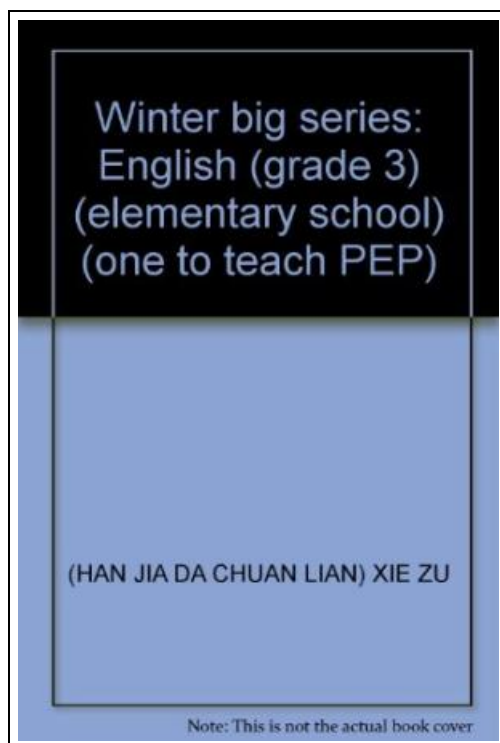 Winter big series:
English (grade 3)
(elementary school)
(one to teach PEP)
(HAN JIA DA CHUAN LIAN) XIE ZU
Note: This is not the actual book cover